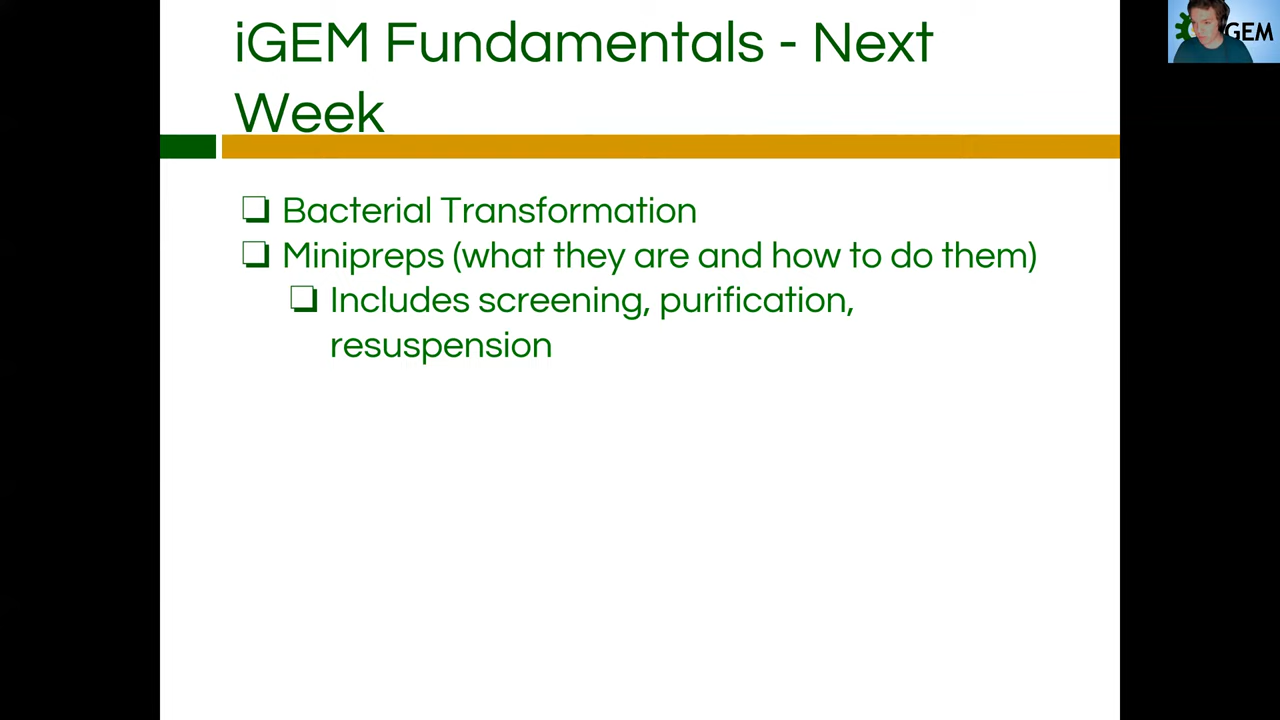 iGEM Fundamentals - Next
Week
Bacterial Transformation
Minipreps (what they are and how to do them)
Includes screening, purification,
resuspension
GEM